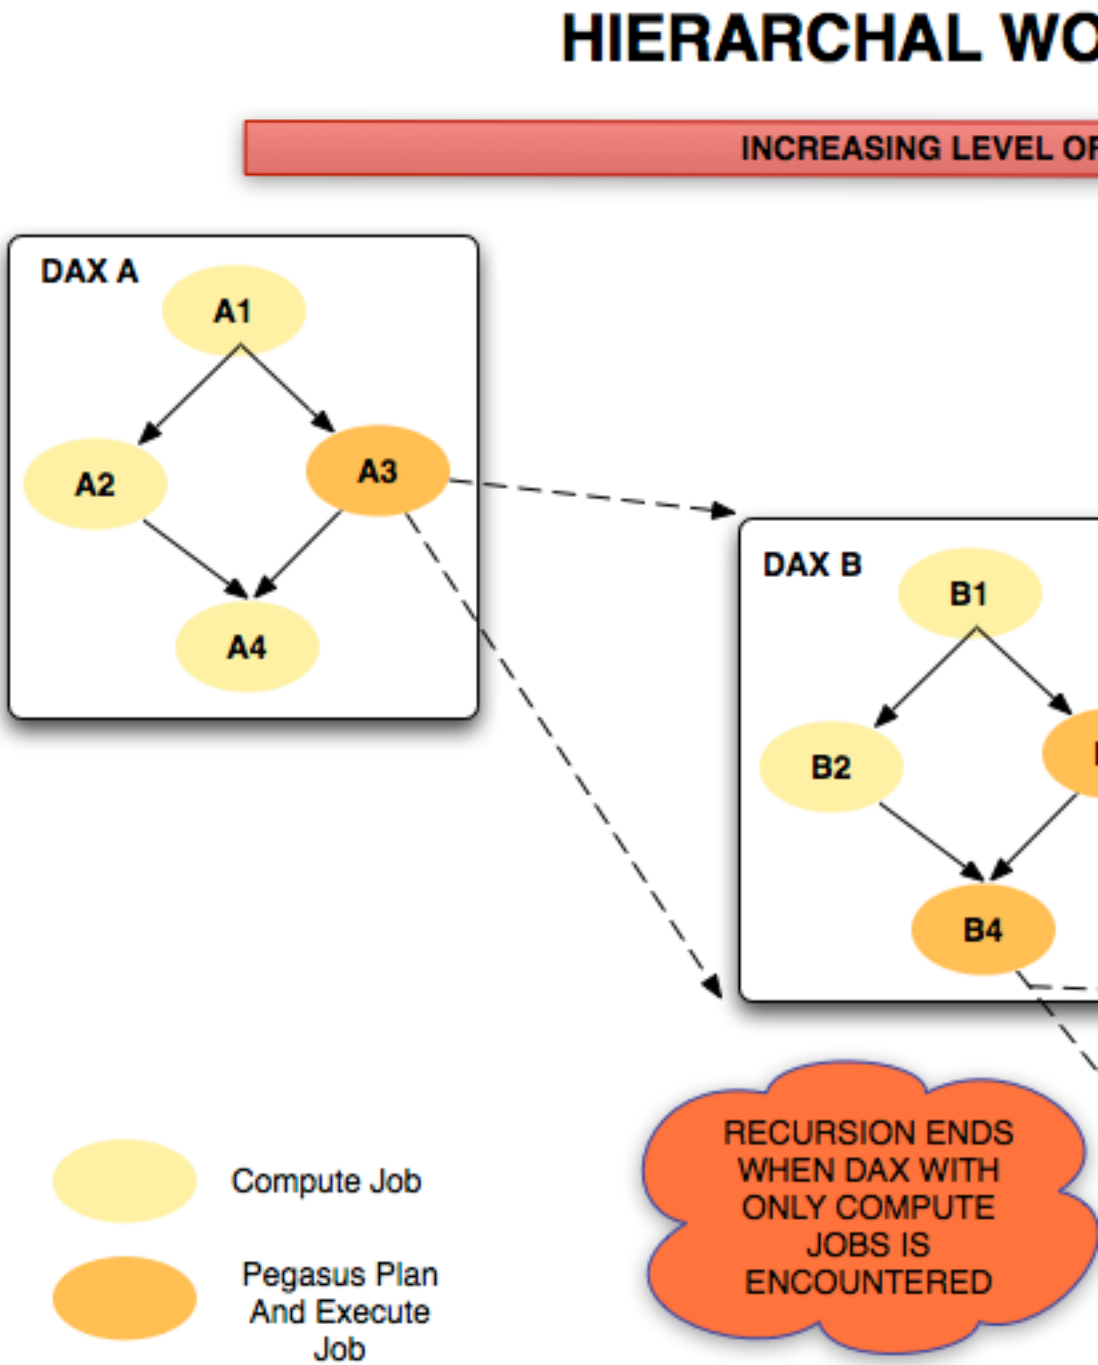 HIERARCHAL
INCREASING LEVEL OF
DAX A
A1
A2
A3
A4
DAX B
B1
B2
B4
RECURSION ENDS
WHEN DAX WITH
ONLY COMPUTE
JOBS IS
ENCOUNTERED
Compute Job
Pegasus Plan
And Execute
Job